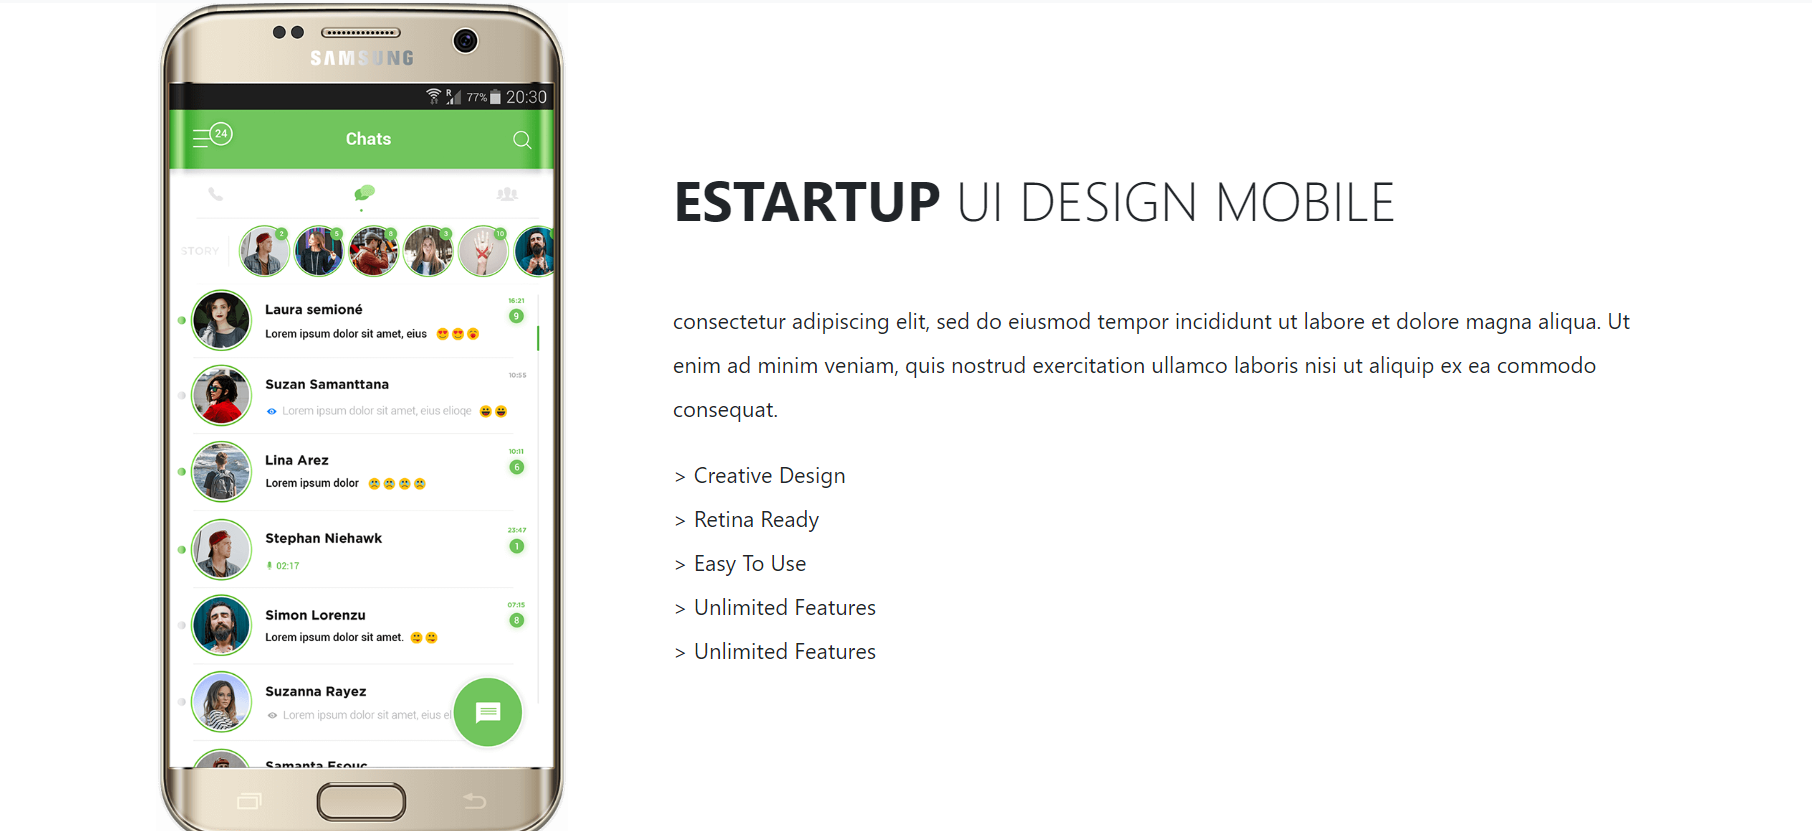 SAMSUNG
R 77% 20:30
24 Chats
STORY 2 5 8 3 10
Laura semioné 16:21
Lorem ipsum dolor sit amet, eius 9
Suzan Samanttana 10:55
Lorem ipsum dolor sit amet, eius elioqe
Lina Arez 10:11
Lorem ipsum dolor 6
Stephan Niehawk 23:47
1
02:17
Simon Lorenzu 07:15
Lorem ipsum dolor sit amet. 8
Suzanna Rayez
Lorem ipsum dolor sit amet, eius el
Samanta Esouc
ESTARTUP UI DESIGN MOBILE
consectetur adipiscing elit, sed do eiusmod tempor incididunt ut labore et dolore magna aliqua. Ut
enim ad minim veniam, quis nostrud exercitation ullamco laboris nisi ut aliquip ex ea commodo
consequat.
> Creative Design
> Retina Ready
> Easy To Use
> Unlimited Features
> Unlimited Features